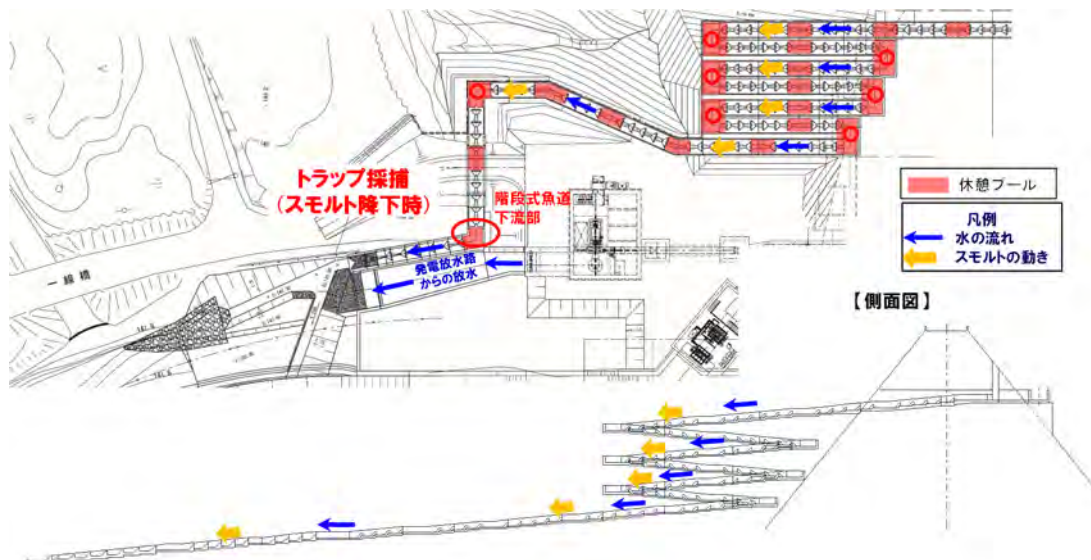 トラップ採捕
(スモルト降下時)
階段式魚道
下流部
発電放水路
からの放水
一線橋
休憩プール
凡例
水の流れ
スモルトの動き
【側面図】